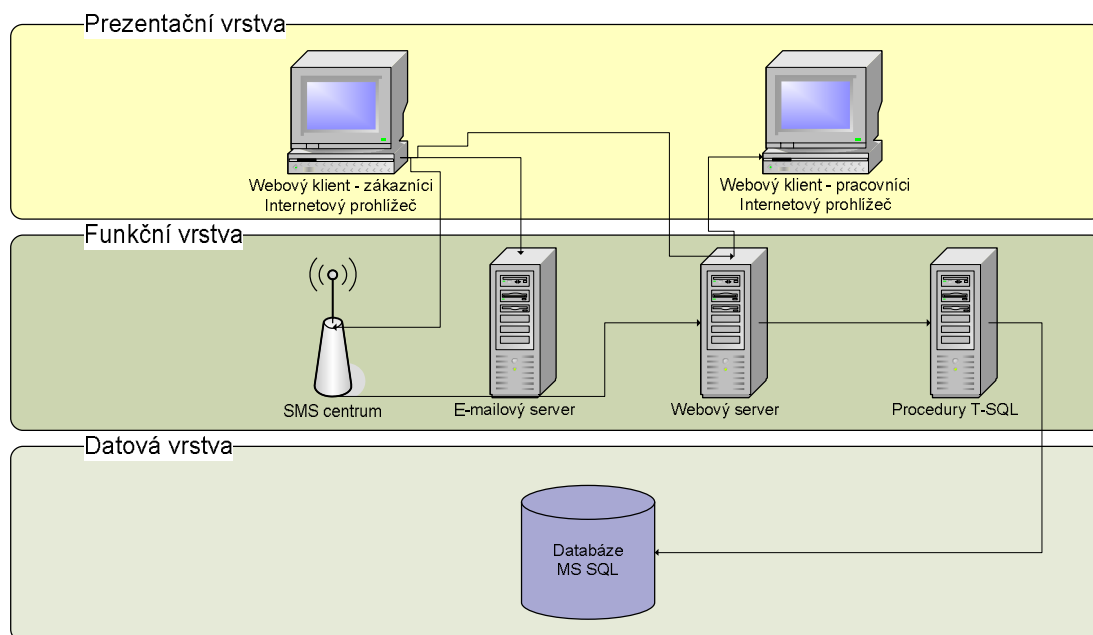 Prezentační vrstva
Webový klient - zákazníci
Internetový prohlížeč
Webový klient - pracovníci
Internetový prohlížeč
Funkční vrstva
SMS centrum
E-mailový server
Webový server
Procedury T-SQL
Datová vrstva
Databáze
MS SQL